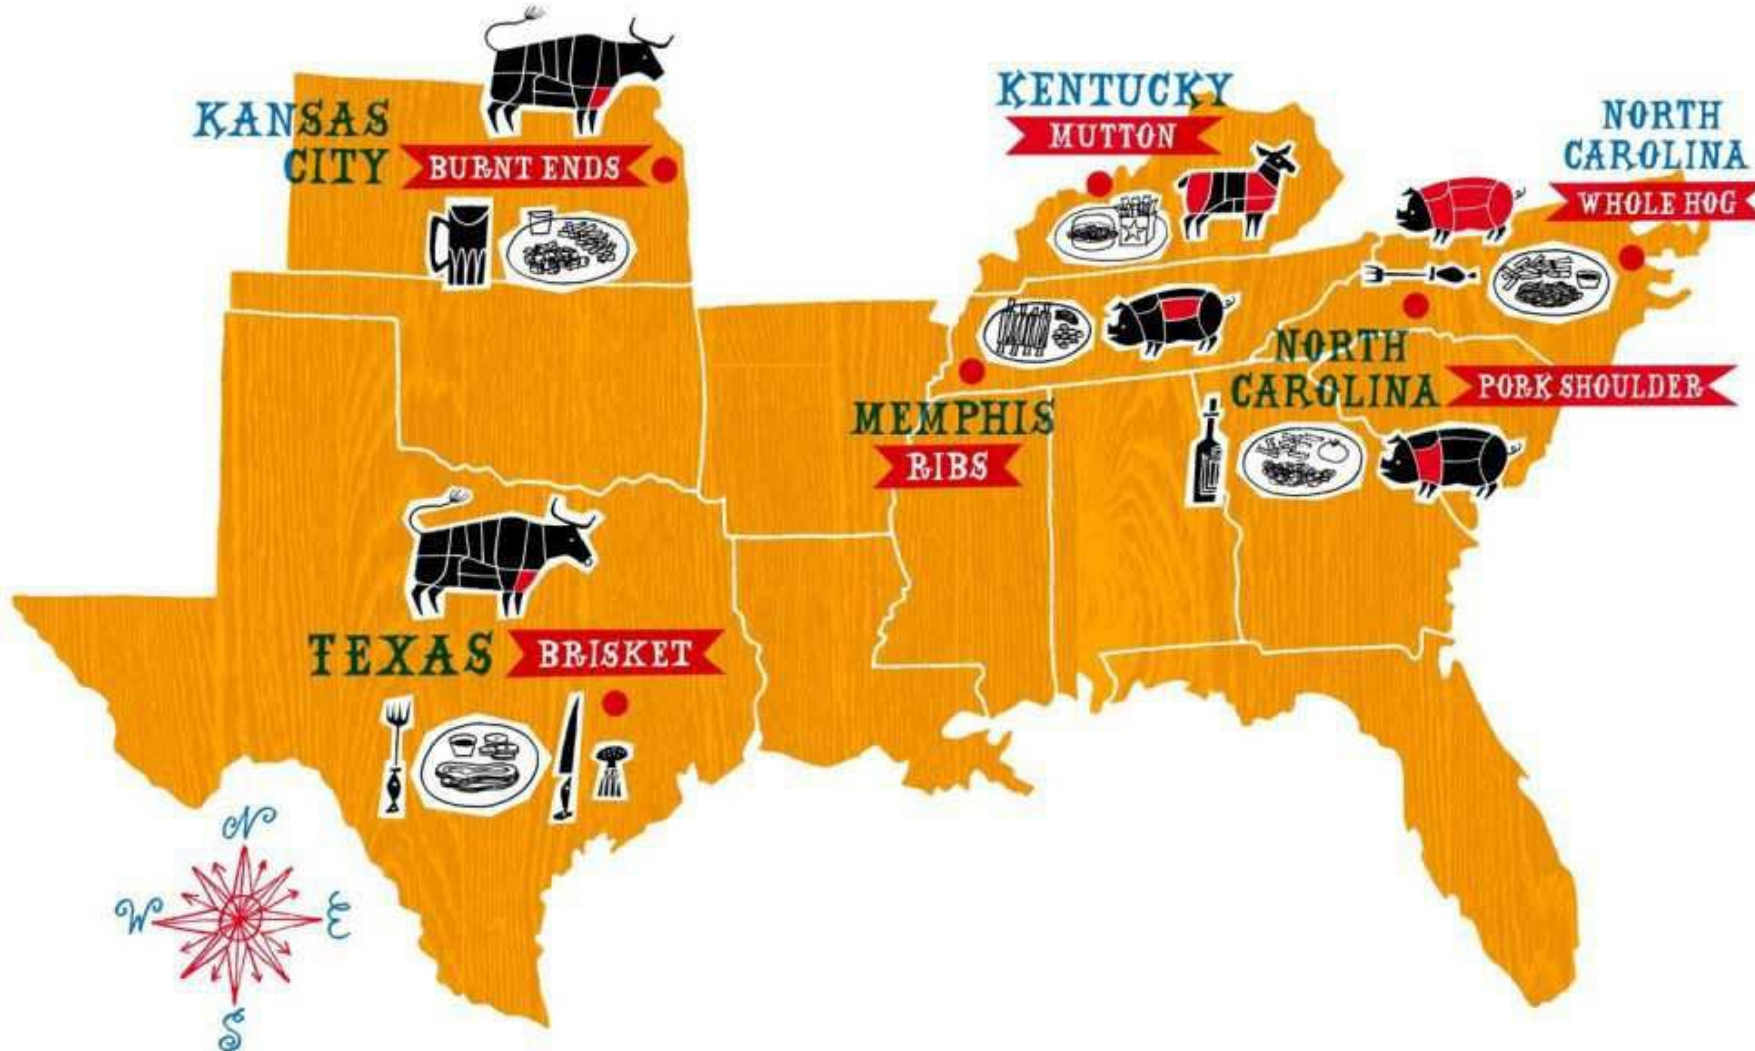 KANSAS
CITY
BURNT ENDS
KENTUCKY
MUTTON
NORTH
CAROLINA
WHOLE HOG
NORTH
CAROLINA
PORK SHOULDER
MEMPHIS
RIBS
TEXAS
BRISKET
N
W
E
S